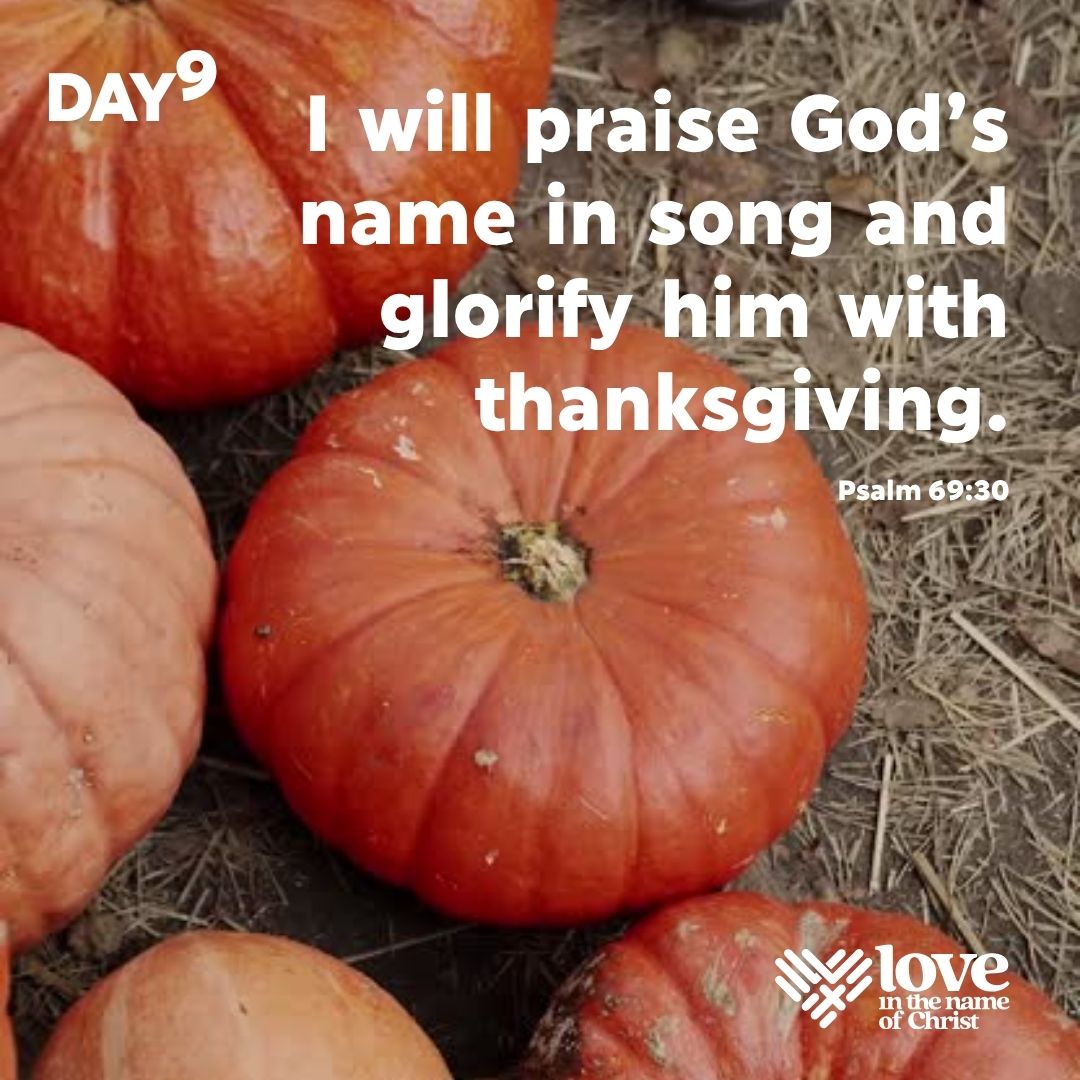 DAY9
I will praise God’s
name in song and
glorify him with
thanksgiving.
Psalm 69:30
love
in the name
of Christ